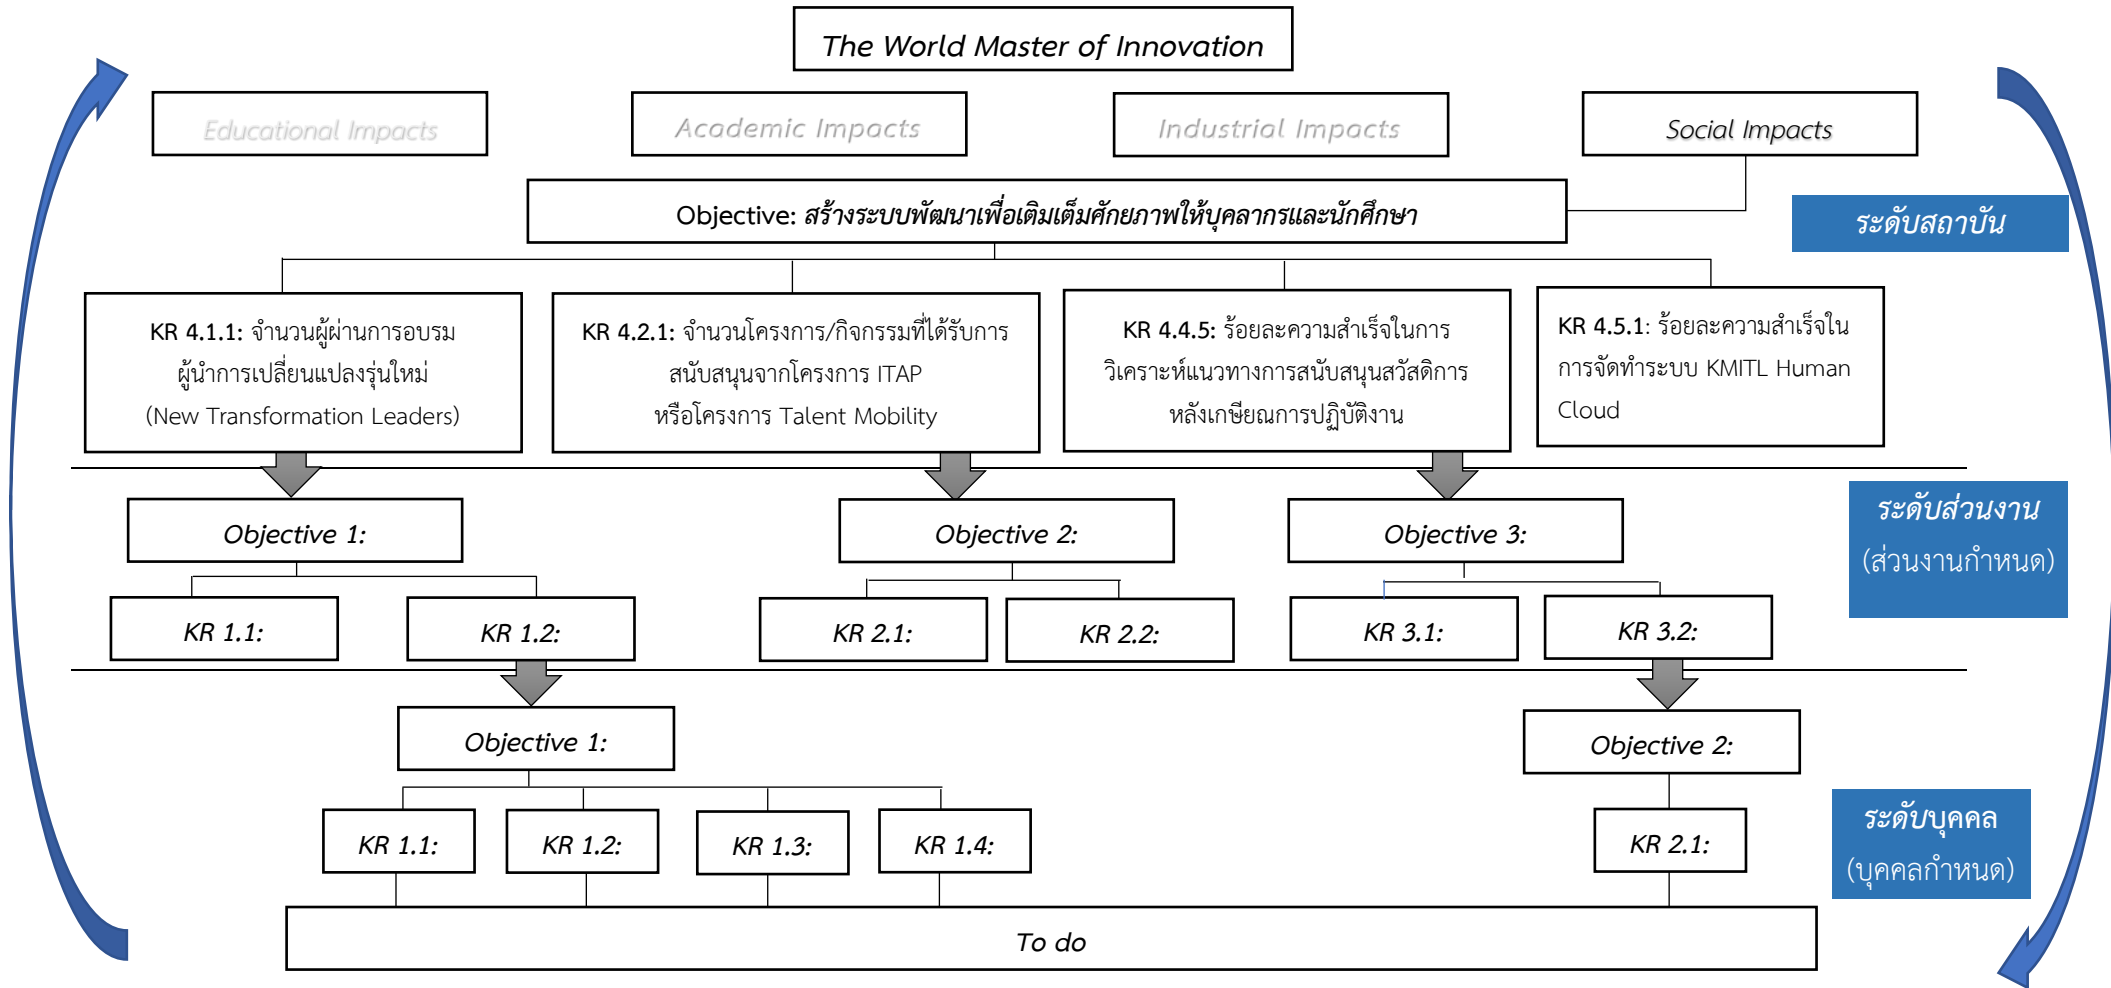 The World Master of Innovation
Educational Impacts
Academic Impacts
Industrial Impacts
Social Impacts
Objective: สร้างระบบพัฒนาเพื่อเติมเต็มศักยภาพให้บุคลากรและนักศึกษา
ระดับสถาบัน
KR 4.1.1: จำนวนผู้ผ่านการอบรม
ผู้นำการเปลี่ยนแปลงรุ่นใหม่
(New Transformation Leaders)
KR 4.2.1: จำนวนโครงการ/กิจกรรมที่ได้รับการ
สนับสนุนจากโครงการ ITAP
หรือโครงการ Talent Mobility
KR 4.4.5: ร้อยละความสำเร็จในการ
วิเคราะห์แนวทางการสนับสนุนสวัสดิการ
หลังเกษียณการปฏิบัติงาน
KR 4.5.1: ร้อยละความสำเร็จใน
การจัดทำระบบ KMITL Human
Cloud
Objective 1:
Objective 2:
Objective 3:
ระดับส่วนงาน
(ส่วนงานกำหนด)
KR 1.1:
KR 1.2:
KR 2.1:
KR 2.2:
KR 3.1:
KR 3.2:
Objective 1:
Objective 2:
KR 1.1:
KR 1.2:
KR 1.3:
KR 1.4:
KR 2.1:
ระดับบุคคล
(บุคคลกำหนด)
To do